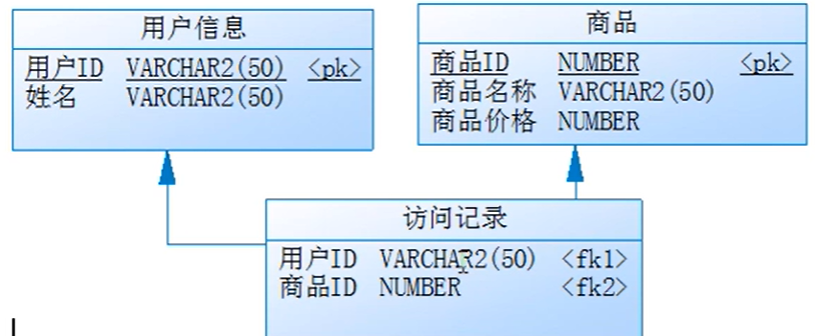 用户信息
用户ID VARCHAR2(50) <pk>
姓名 VARCHAR2(50)
商品
商品ID NUMBER <pk>
商品名称 VARCHAR2(50)
商品价格 NUMBER
访问记录
用户ID VARCHAR2(50) <fk1>
商品ID NUMBER <fk2>